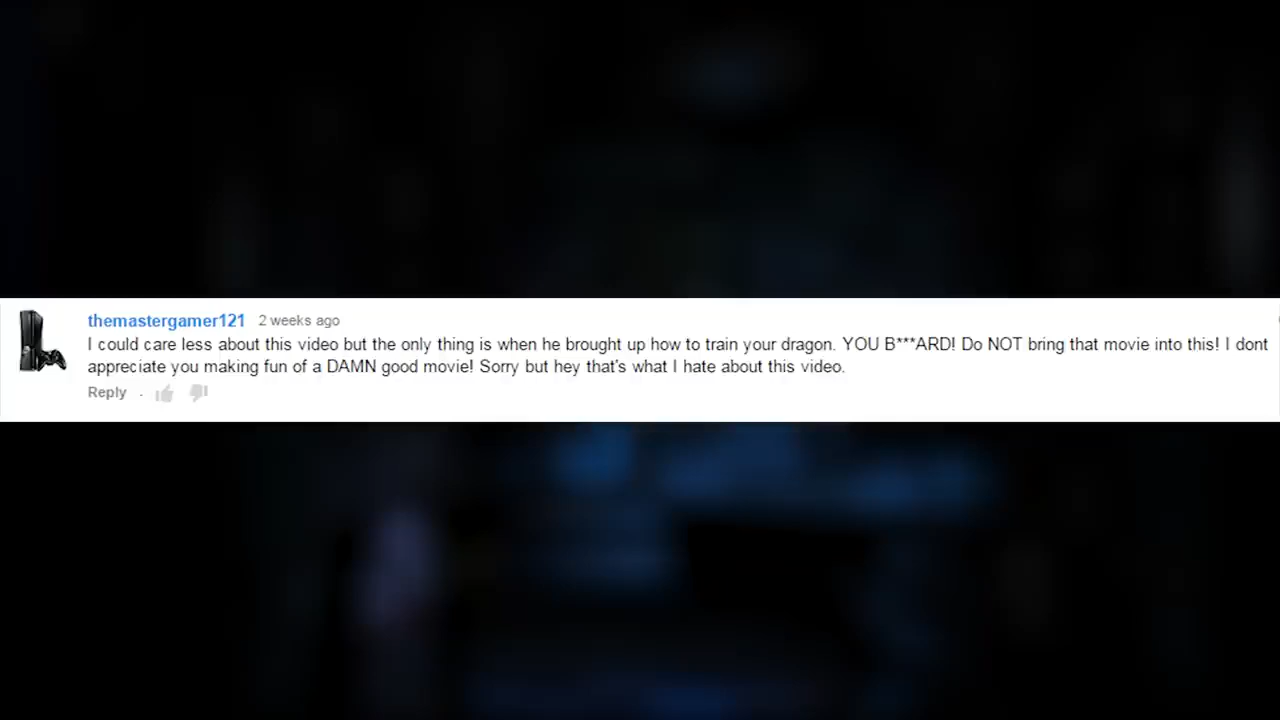 themastergamer121 2 weeks ago
I could care less about this video but the only thing is when he brought up how to train your dragon. YOU B***ARD! Do NOT bring that movie into this! I dont
appreciate you making fun of a DAMN good movie! Sorry but hey that's what I hate about this video.
Reply ·